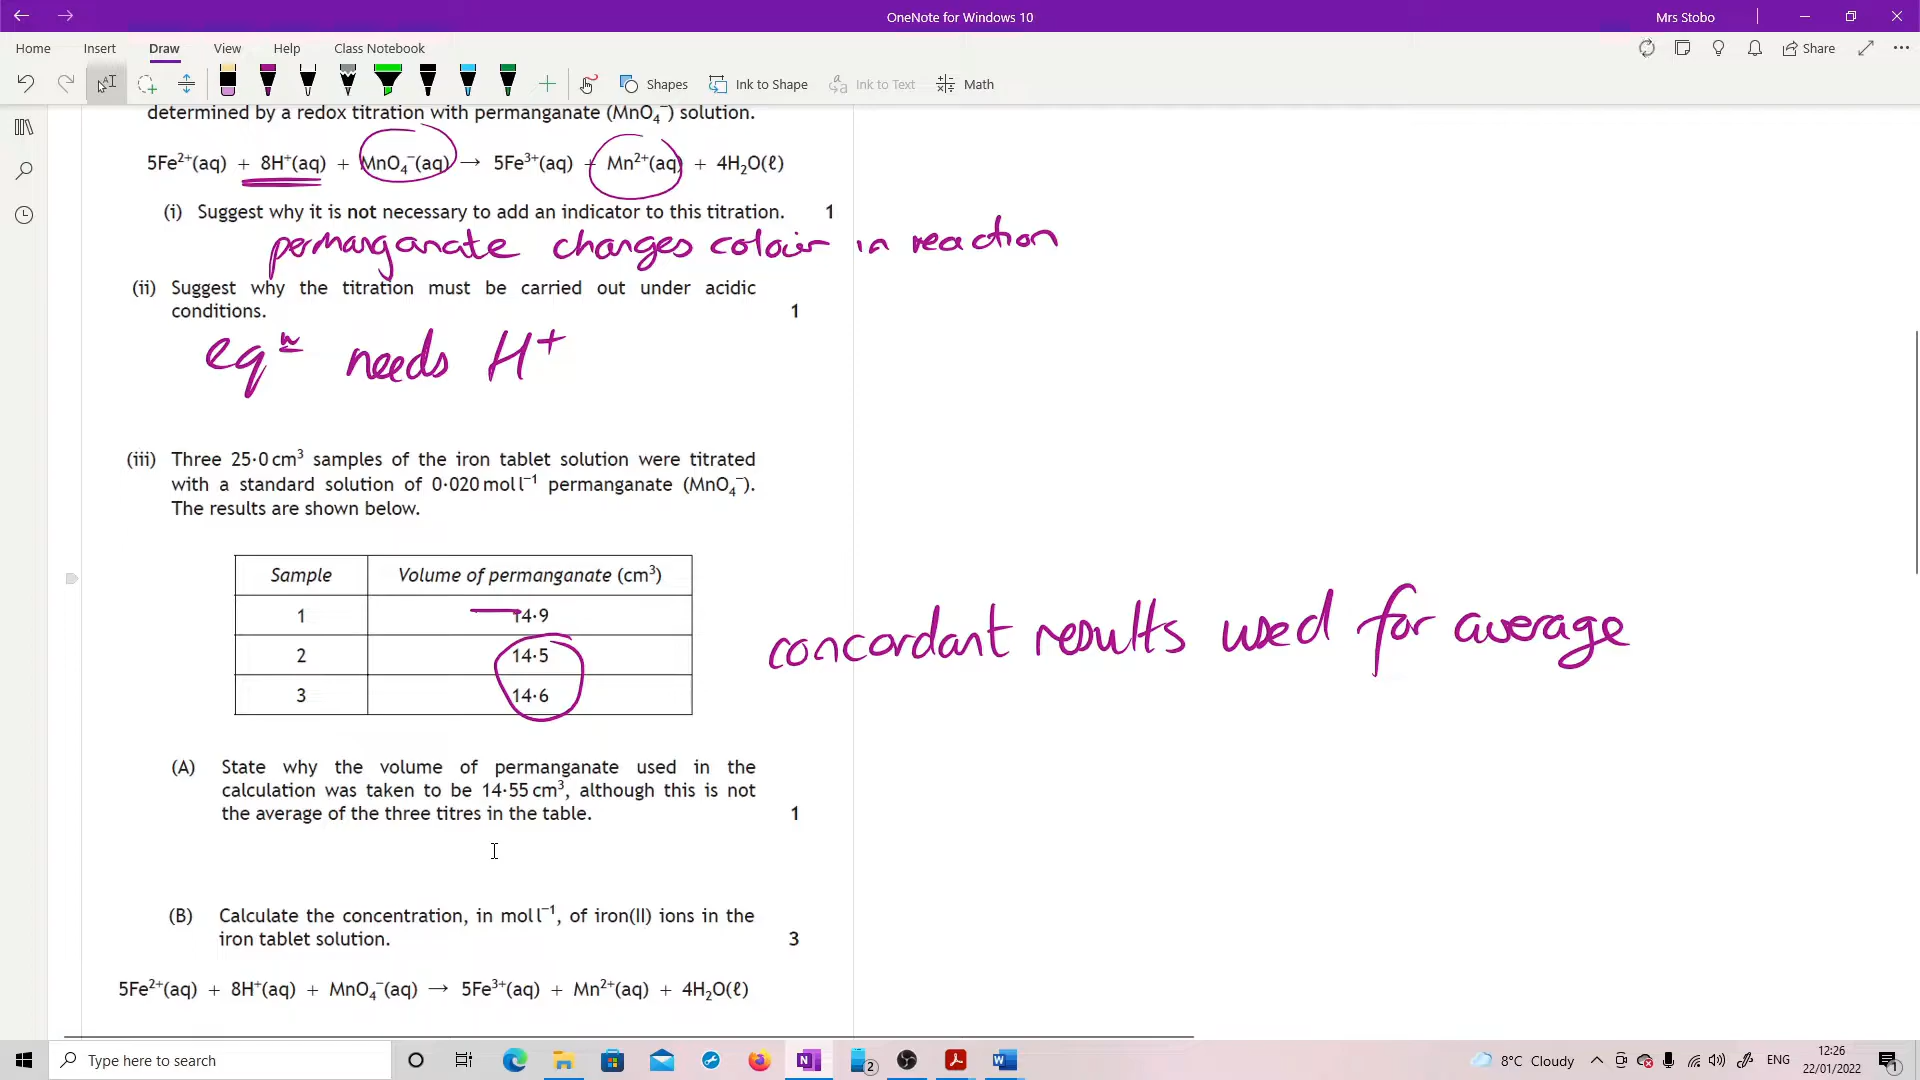 OneNote for Windows 10
Mrs Stobo
Home Insert Draw View Help Class Notebook
Share
Shapes Ink to Shape Ink to Text Math
determined by a redox titration with permanganate (MnO₄⁻) solution.
5Fe²⁺(aq) + 8H⁺(aq) + MnO₄⁻(aq) → 5Fe³⁺(aq) + Mn²⁺(aq) + 4H₂O(ℓ)
(i) Suggest why it is not necessary to add an indicator to this titration. 1
permanganate changes colour in reaction
(ii) Suggest why the titration must be carried out under acidic
conditions. 1
eqⁿ needs H⁺
(iii) Three 25·0 cm³ samples of the iron tablet solution were titrated
with a standard solution of 0·020 mol l⁻¹ permanganate (MnO₄⁻).
The results are shown below.
Sample Volume of permanganate (cm³)
1 14·9
2 14·5
3 14·6
concordant results used for average
(A) State why the volume of permanganate used in the
calculation was taken to be 14·55 cm³, although this is not
the average of the three titres in the table. 1
(B) Calculate the concentration, in mol l⁻¹, of iron(II) ions in the
iron tablet solution. 3
5Fe²⁺(aq) + 8H⁺(aq) + MnO₄⁻(aq) → 5Fe³⁺(aq) + Mn²⁺(aq) + 4H₂O(ℓ)
Type here to search
2
8°C Cloudy
ENG
12:26
22/01/2022
1